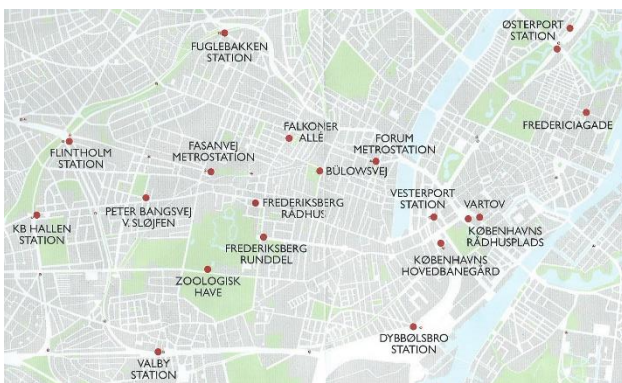 ØSTERPORT
STATION
FUGLEBAKKEN
STATION
FREDERICIAGADE
FALKONER
ALLÉ
FORUM
METROSTATION
FASANVEJ
METROSTATION
FLINTHOLM
STATION
BÜLOWSVEJ
VESTERPORT
STATION
VARTOV
PETER BANGSVEJ
V. SLØJFEN
FREDERIKSBERG
RÅDHUS
KB HALLEN
STATION
KØBENHAVNS
RÅDHUSPLADS
FREDERIKSBERG
RUNDDEL
KØBENHAVNS
HOVEDBANEGÅRD
ZOOLOGISK
HAVE
DYBBØLSBRO
STATION
VALBY
STATION